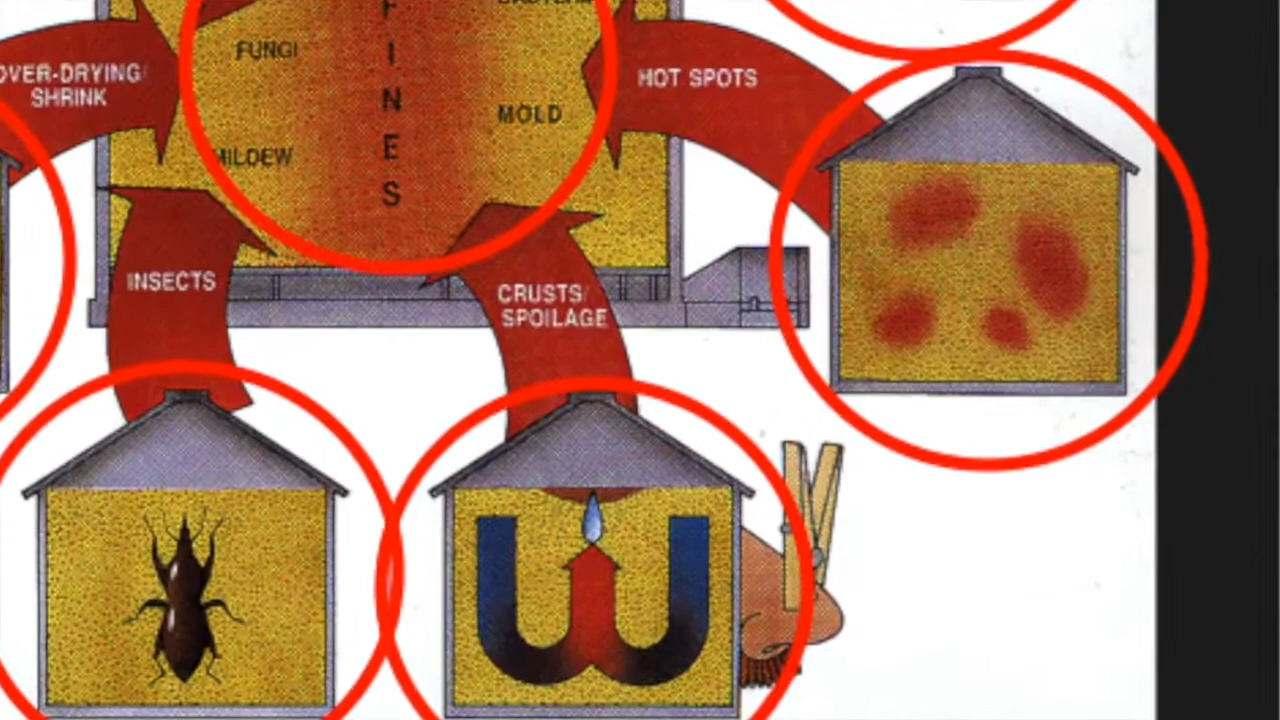 FUNGI
MILDEW
F
I
N
E
S
MOLD
OVER-DRYING/
SHRINK
HOT SPOTS
INSECTS
CRUSTS/
SPOILAGE